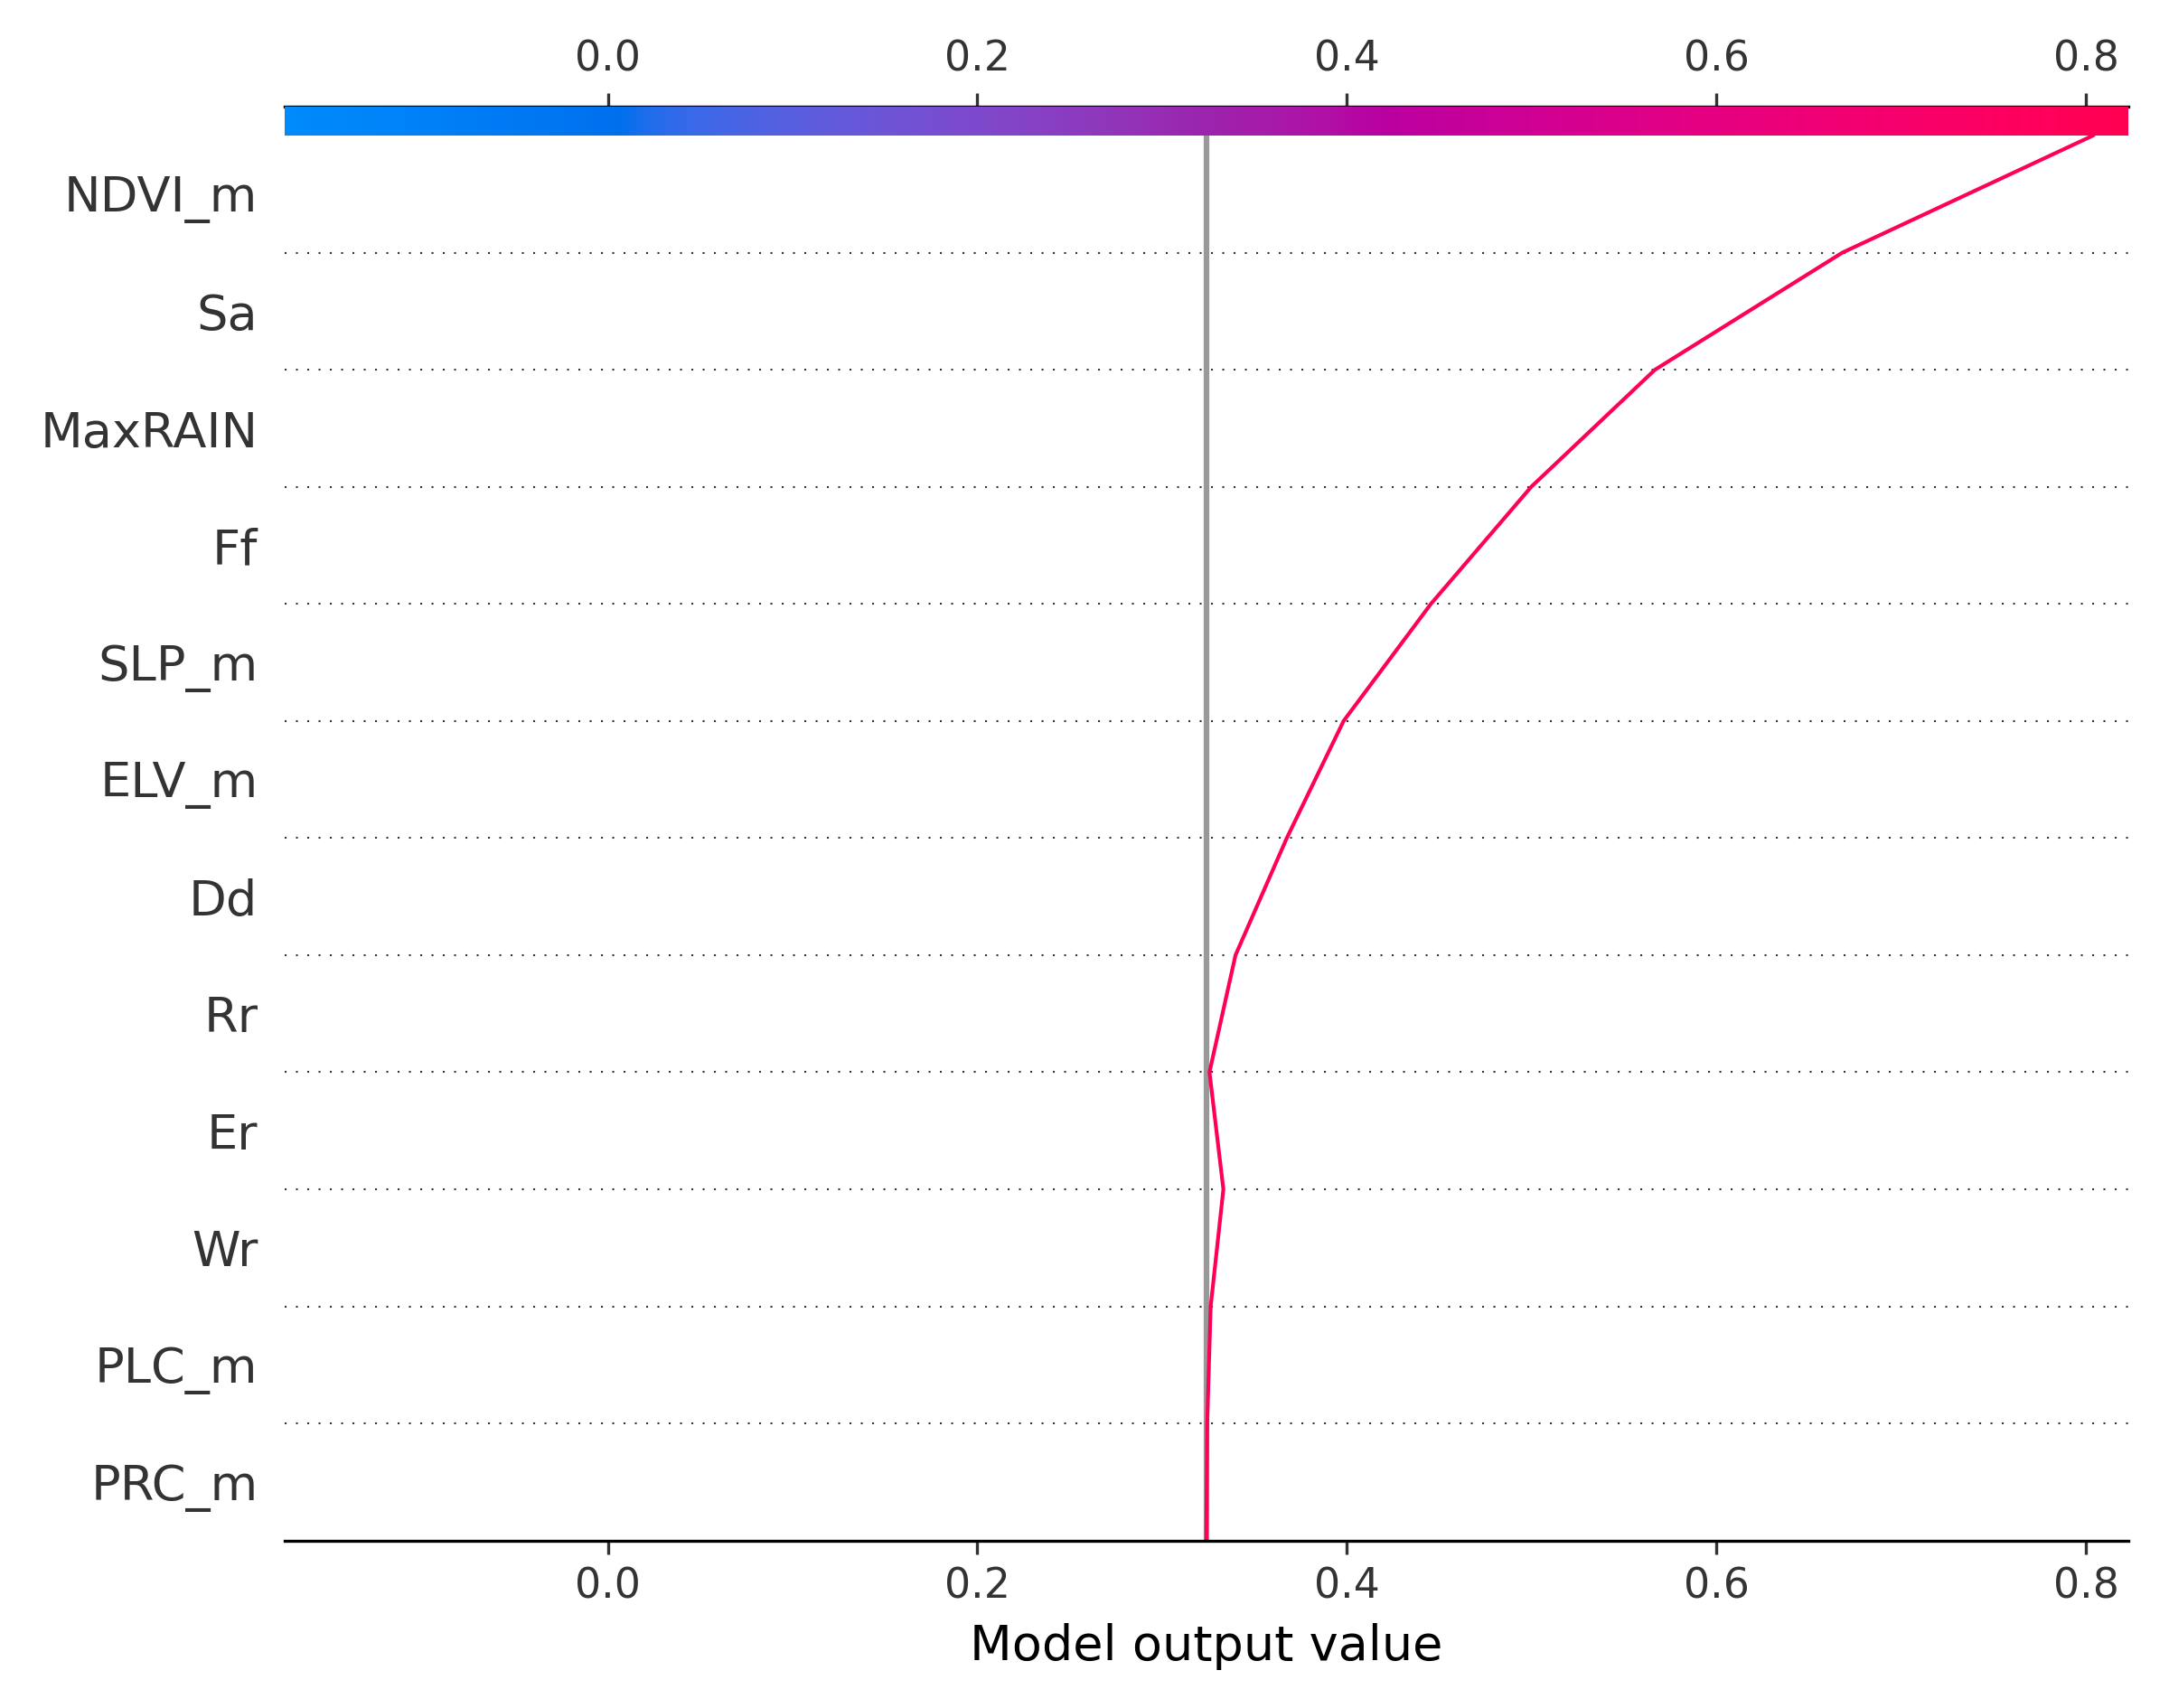 0.0 0.2 0.4 0.6 0.8
NDVI_m
Sa
MaxRAIN
Ff
SLP_m
ELV_m
Dd
Rr
Er
Wr
PLC_m
PRC_m
0.0 0.2 0.4 0.6 0.8
Model output value